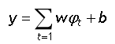 y = ∑_{t=1} wφ_t + b